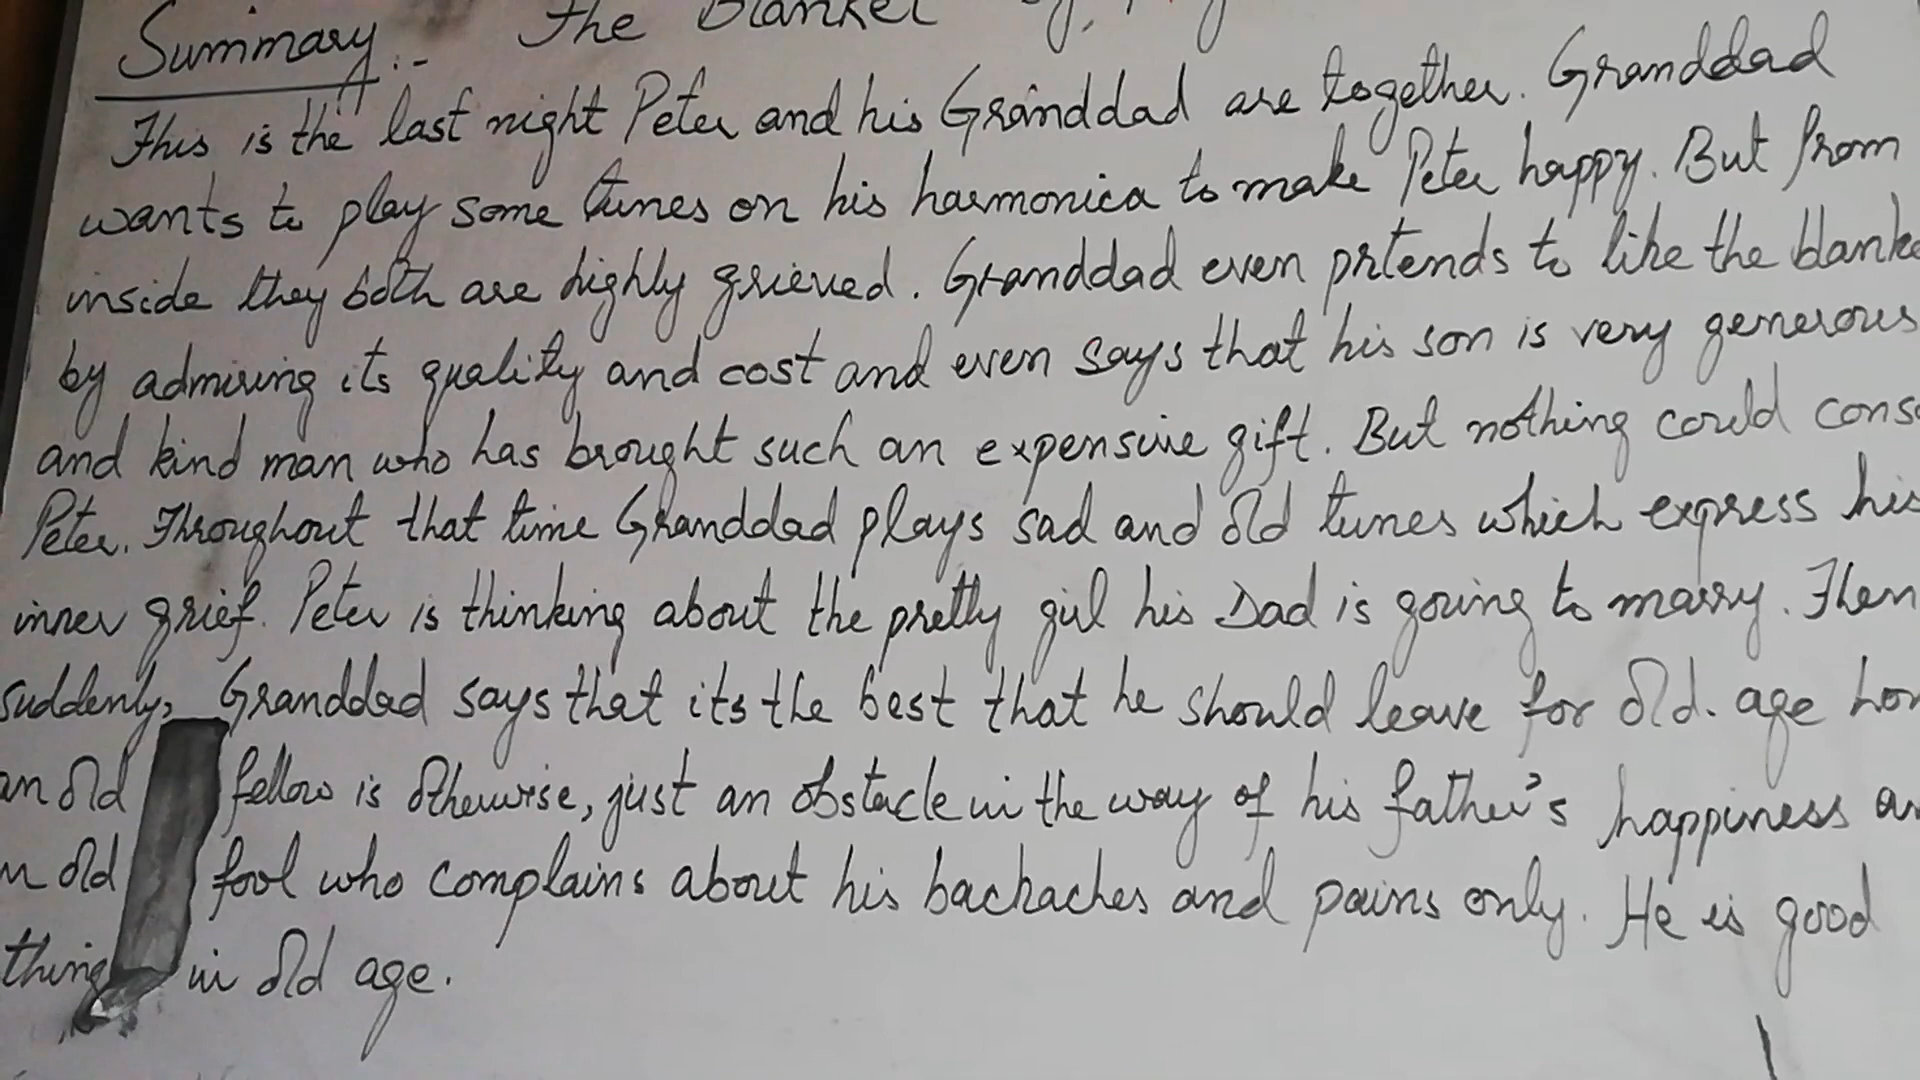 Summary:- The Blanket
This is the last night Peter and his Granddad are together. Granddad
wants to play some tunes on his harmonica to make Peter happy. But from
inside they both are highly grieved. Granddad even pritends to like the blanke
by admiring its quality and cost and even says that his son is very generous
and kind man who has brought such an expensive gift. But nothing could conso
Peter. Throughout that time Granddad plays sad and old tunes which express his
inner grief. Peter is thinking about the pretty girl his Dad is going to marry. Then
suddenly, Granddad says that its the best that he should leave for old-age hom
an old fellow is otherwise, just an obstacle in the way of his father's happiness an
n old fool who complains about his backaches and pains only. He is good
thing in old age.